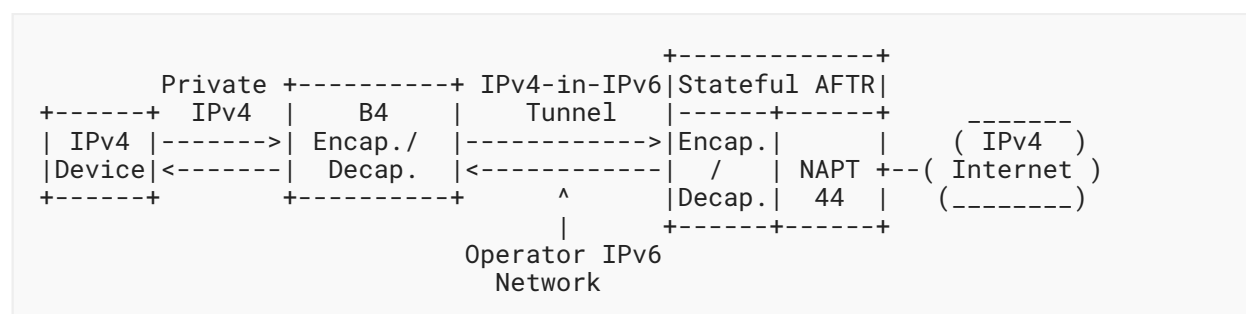 +-------------+
        Private +----------+ IPv4-in-IPv6|Stateful AFTR|
+------+  IPv4  |    B4    |    Tunnel   |------+------+     _______
| IPv4 |------->| Encap./  |------------>|Encap.|      |    ( IPv4  )
|Device|<-------|  Decap.  |<------------|  /   | NAPT +--( Internet )
+------+        +----------+      ^      |Decap.|  44  |   (________)
                                  |      +------+------+
                            Operator IPv6
                              Network